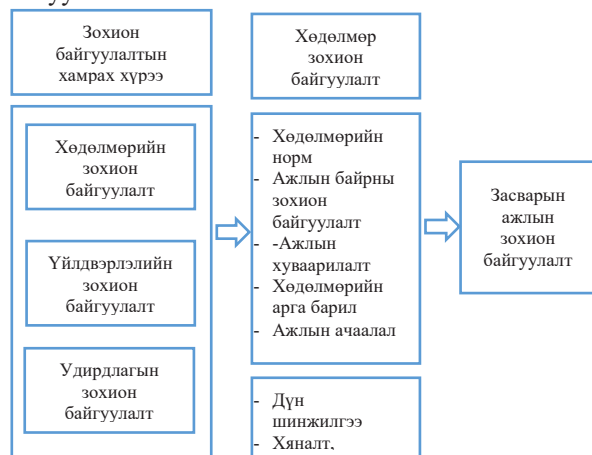 Зохион
байгуулалтын
хамрах хүрээ
Хөдөлмөр
зохион
байгуулалт
Хөдөлмөрийн
зохион
байгуулалт
Үйлдвэрлэлийн
зохион
байгуулалт
Удирдлагын
зохион
байгуулалт
- Хөдөлмөрийн
норм
- Ажлын байрны
зохион
байгуулалт
- -Ажлын
хуваарилалт
- Хөдөлмөрийн
арга барил
- Ажлын ачаалал
- Дүн
шинжилгээ
- Хяналт,
Засварын
ажлын
зохион
байгуулалт